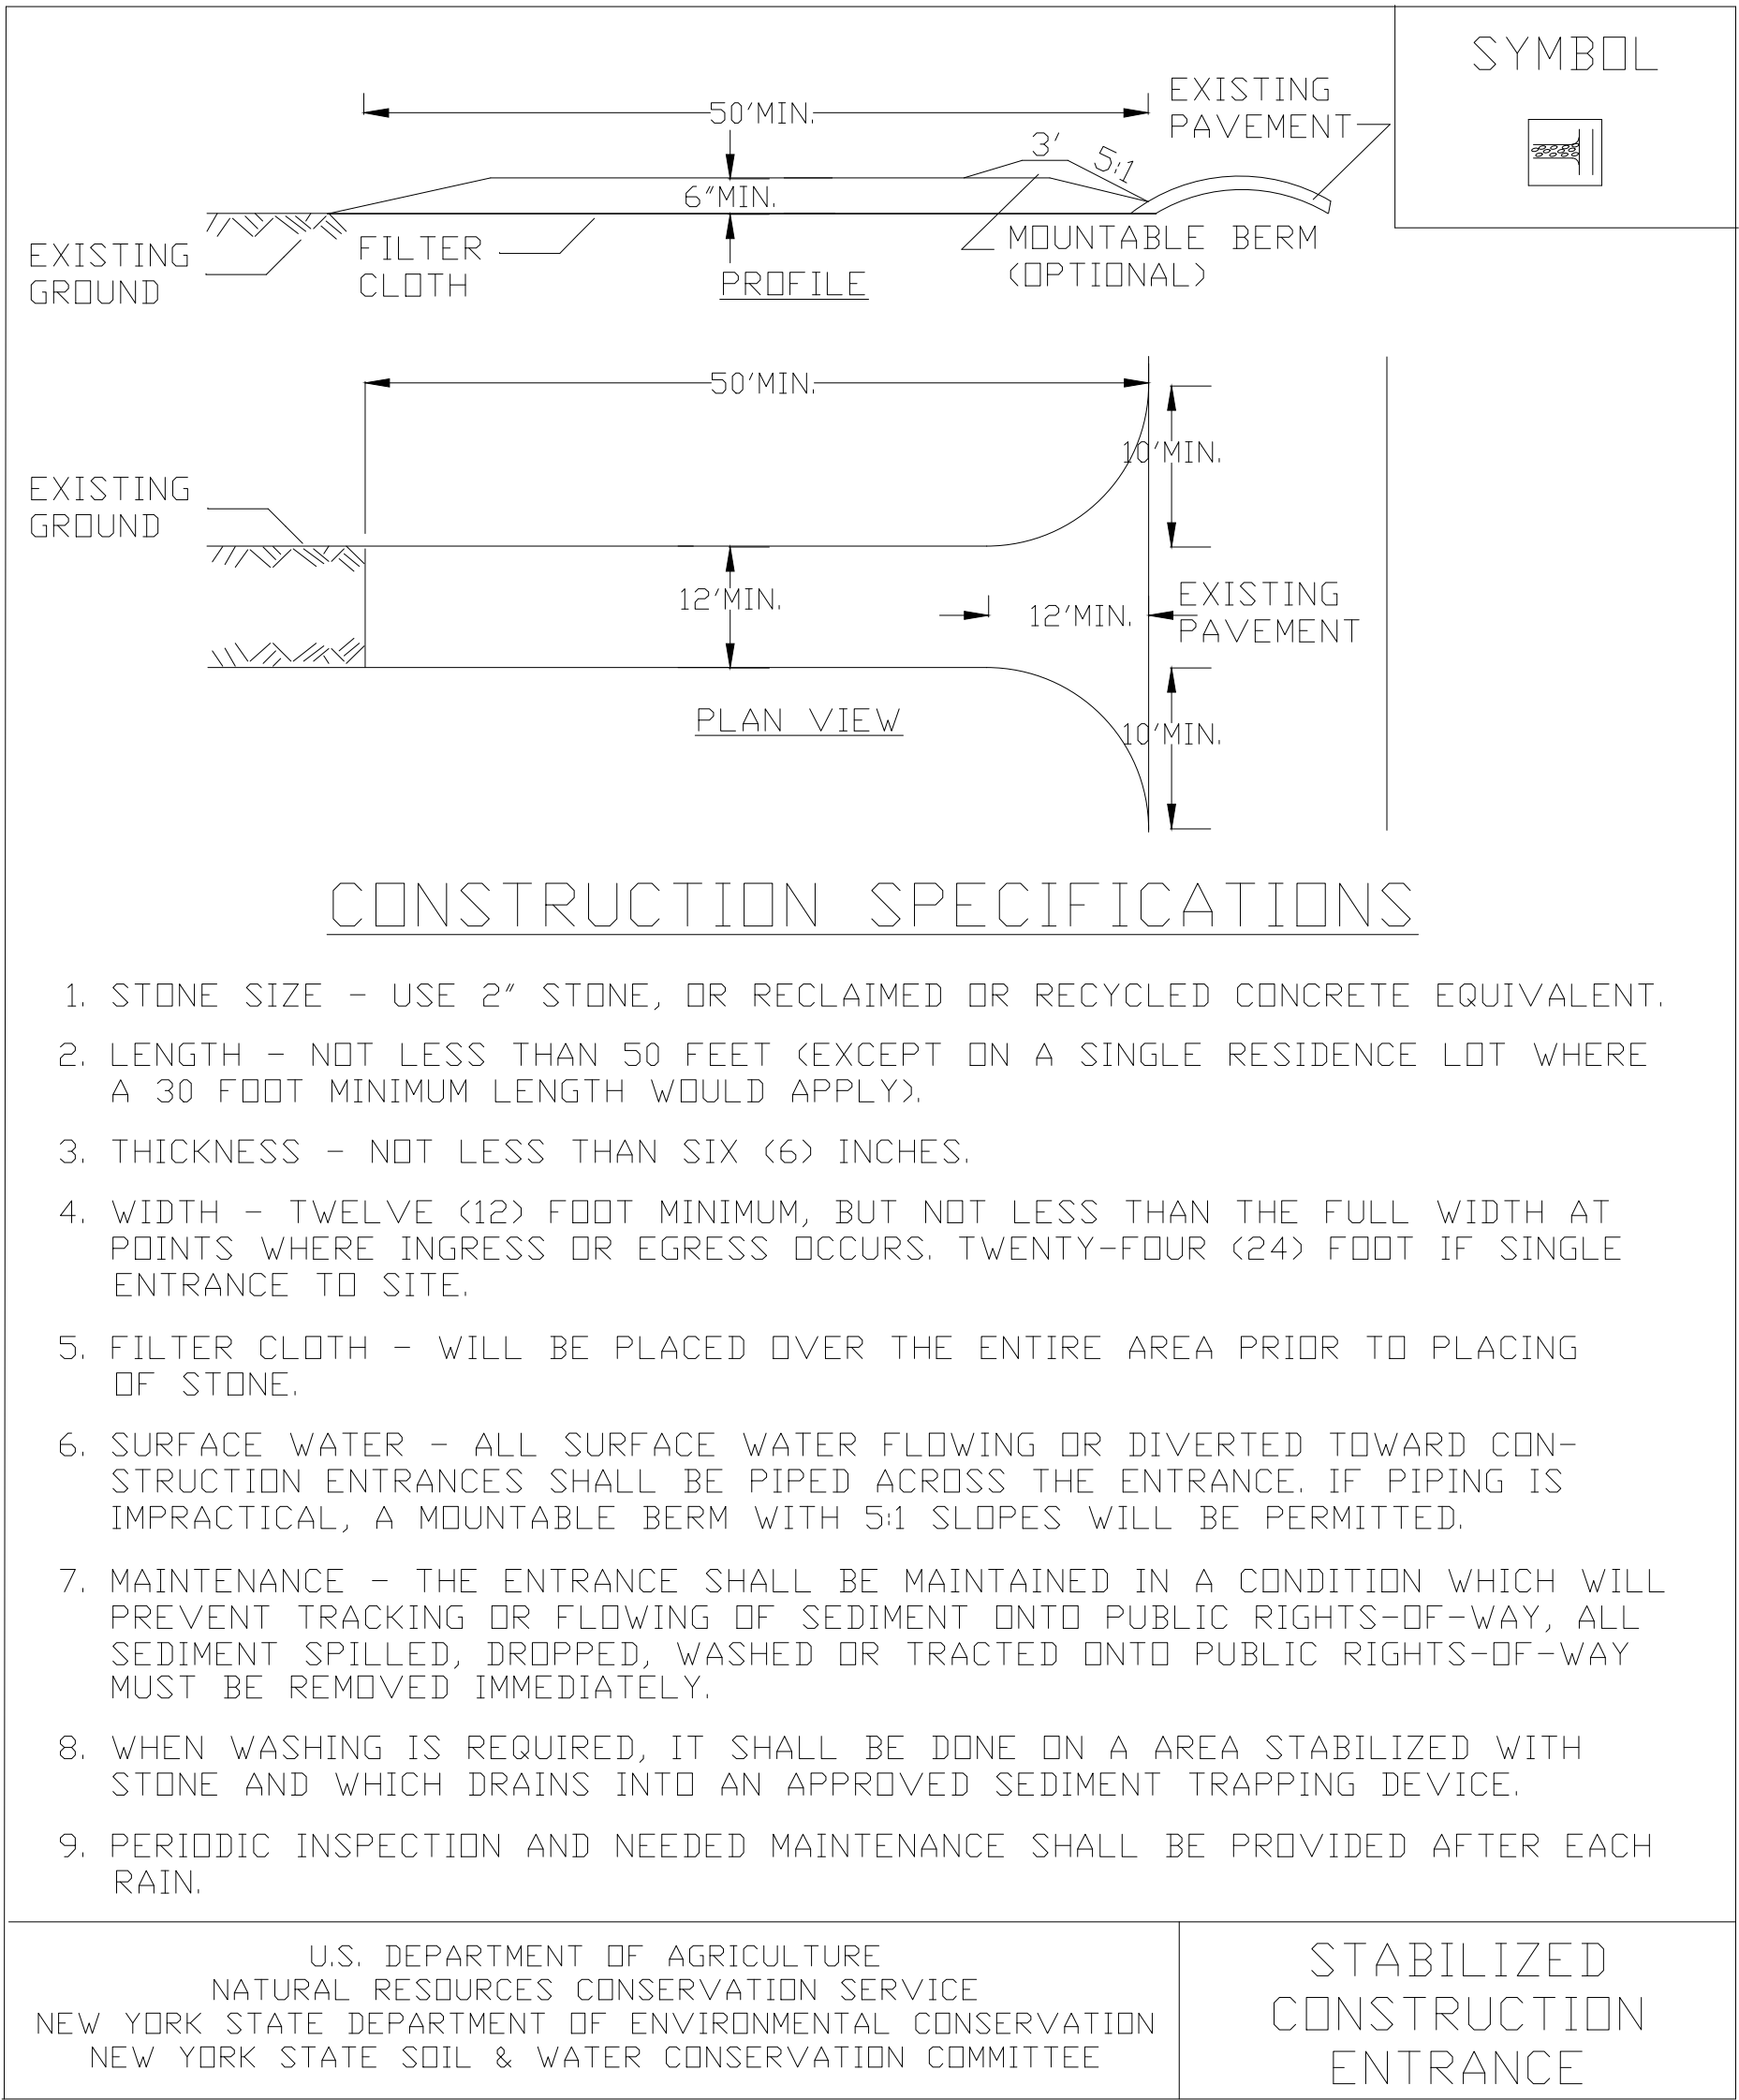 SYMBOL
EXISTING
PAVEMENT
50'MIN.
3'
5:1
6"MIN.
EXISTING
GROUND
FILTER
CLOTH
PROFILE
MOUNTABLE BERM
(OPTIONAL)
50'MIN.
10'MIN.
EXISTING
GROUND
12'MIN.
12'MIN.
EXISTING
PAVEMENT
PLAN VIEW
10'MIN.
CONSTRUCTION SPECIFICATIONS
1. STONE SIZE - USE 2" STONE, OR RECLAIMED OR RECYCLED CONCRETE EQUIVALENT.
2. LENGTH - NOT LESS THAN 50 FEET (EXCEPT ON A SINGLE RESIDENCE LOT WHERE
A 30 FOOT MINIMUM LENGTH WOULD APPLY).
3. THICKNESS - NOT LESS THAN SIX (6) INCHES.
4. WIDTH - TWELVE (12) FOOT MINIMUM, BUT NOT LESS THAN THE FULL WIDTH AT
POINTS WHERE INGRESS OR EGRESS OCCURS. TWENTY-FOUR (24) FOOT IF SINGLE
ENTRANCE TO SITE.
5. FILTER CLOTH - WILL BE PLACED OVER THE ENTIRE AREA PRIOR TO PLACING
OF STONE.
6. SURFACE WATER - ALL SURFACE WATER FLOWING OR DIVERTED TOWARD CON-
STRUCTION ENTRANCES SHALL BE PIPED ACROSS THE ENTRANCE. IF PIPING IS
IMPRACTICAL, A MOUNTABLE BERM WITH 5:1 SLOPES WILL BE PERMITTED.
7. MAINTENANCE - THE ENTRANCE SHALL BE MAINTAINED IN A CONDITION WHICH WILL
PREVENT TRACKING OR FLOWING OF SEDIMENT ONTO PUBLIC RIGHTS-OF-WAY, ALL
SEDIMENT SPILLED, DROPPED, WASHED OR TRACTED ONTO PUBLIC RIGHTS-OF-WAY
MUST BE REMOVED IMMEDIATELY.
8. WHEN WASHING IS REQUIRED, IT SHALL BE DONE ON A AREA STABILIZED WITH
STONE AND WHICH DRAINS INTO AN APPROVED SEDIMENT TRAPPING DEVICE.
9. PERIODIC INSPECTION AND NEEDED MAINTENANCE SHALL BE PROVIDED AFTER EACH
RAIN.
U.S. DEPARTMENT OF AGRICULTURE
NATURAL RESOURCES CONSERVATION SERVICE
NEW YORK STATE DEPARTMENT OF ENVIRONMENTAL CONSERVATION
NEW YORK STATE SOIL & WATER CONSERVATION COMMITTEE
STABILIZED
CONSTRUCTION
ENTRANCE